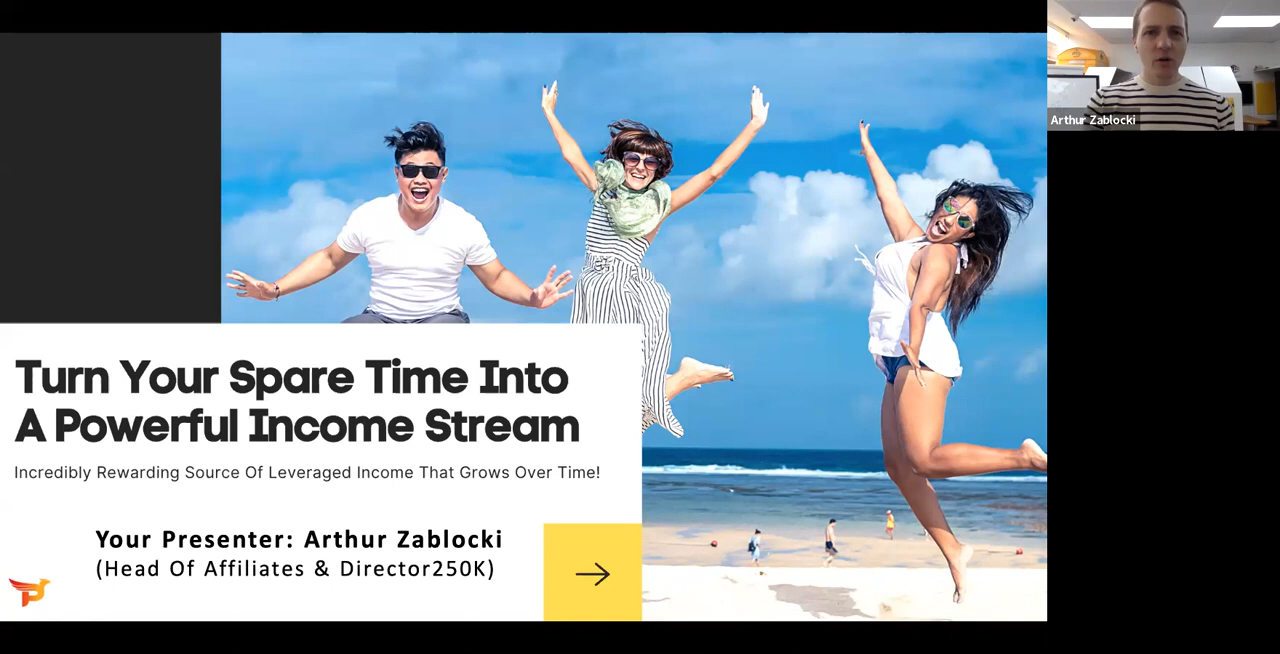 Arthur Zablocki
Turn Your Spare Time Into
A Powerful Income Stream
Incredibly Rewarding Source Of Leveraged Income That Grows Over Time!
Your Presenter: Arthur Zablocki
(Head Of Affiliates & Director250K)